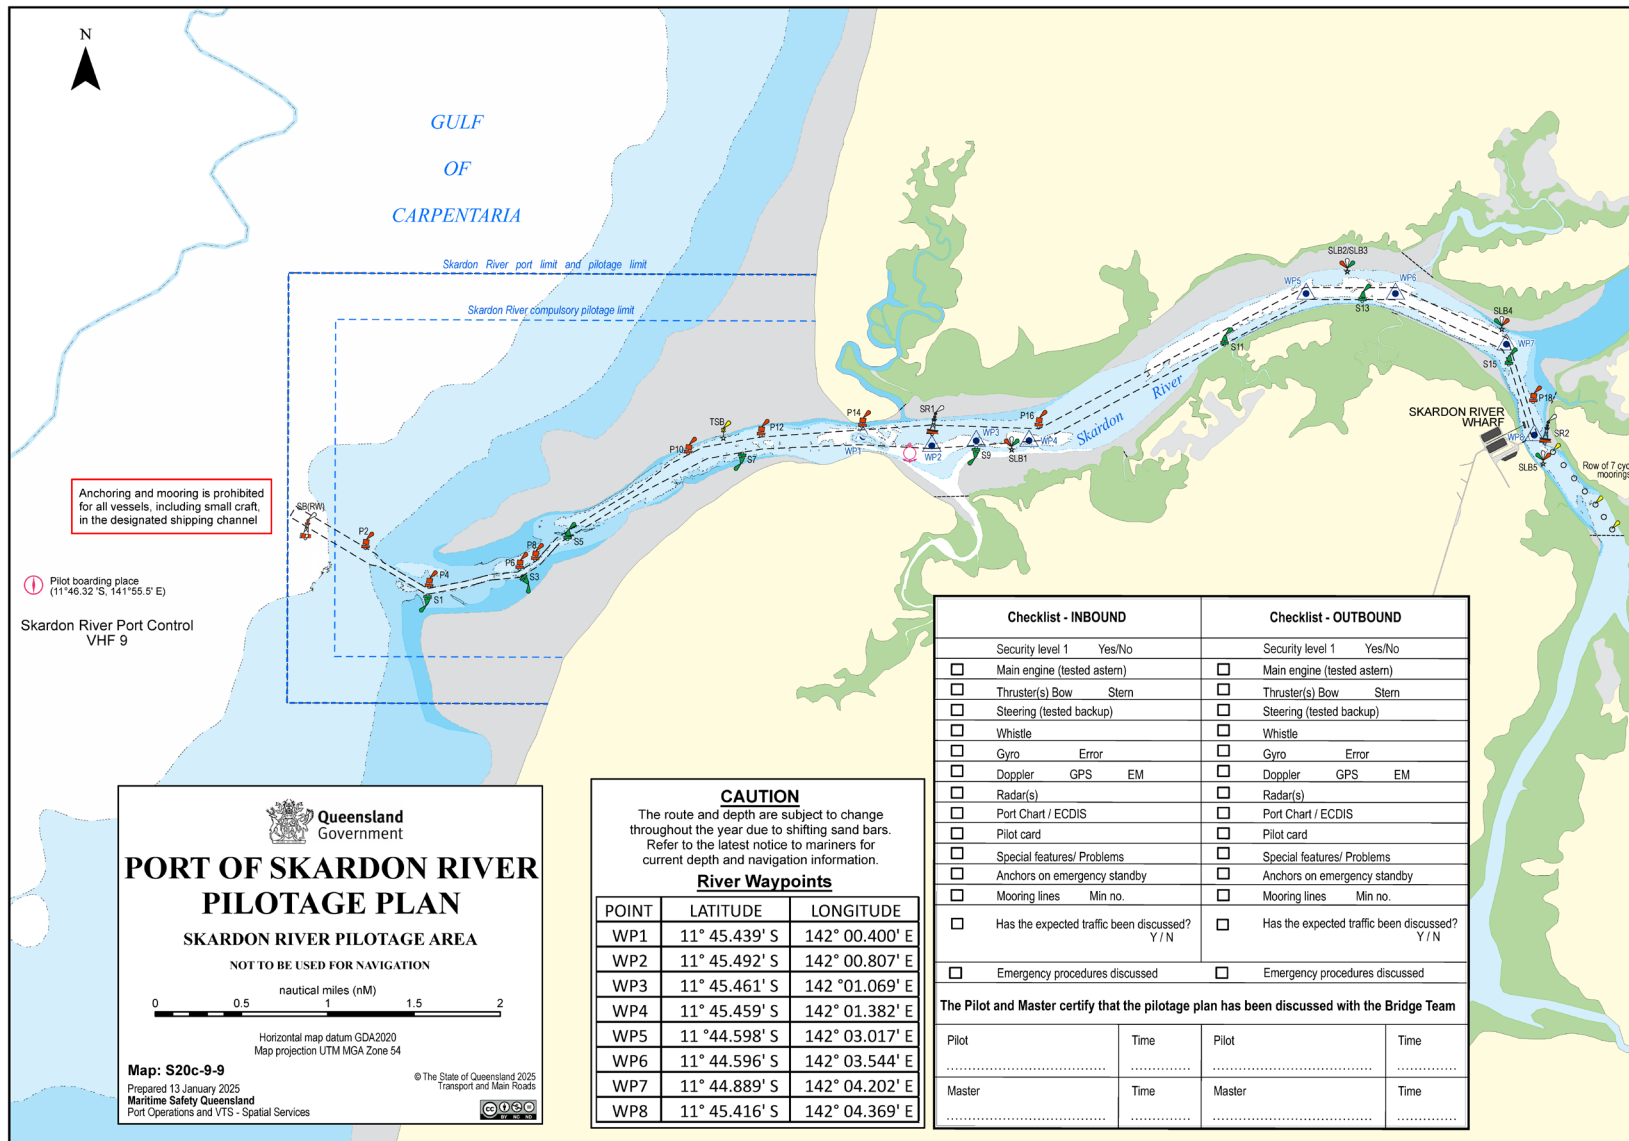 N
GULF
OF
CARPENTARIA
Skardon River port limit and pilotage limit
Skardon River compulsory pilotage limit
SLB2/SLB3
WP5
WP6
S13
SLB4
WP7
S15
S11
P18
SKARDON RIVER
WHARF
WP8
SR2
SLB5
Row of 7 cyc
moorings
River
Skardon
P16
WP4
SLB1
WP3
S9
SR1
WP2
P14
WP1
P12
TSB
S7
P10
S5
P8
P6
S3
P4
S1
P2
SB(RW)
Anchoring and mooring is prohibited
for all vessels, including small craft,
in the designated shipping channel
Pilot boarding place
(11°46.32 'S, 141°55.5' E)
Skardon River Port Control
VHF 9
Queensland
Government
PORT OF SKARDON RIVER
PILOTAGE PLAN
SKARDON RIVER PILOTAGE AREA
NOT TO BE USED FOR NAVIGATION
nautical miles (nM)
0 0.5 1 1.5 2
Horizontal map datum GDA2020
Map projection UTM MGA Zone 54
Map: S20c-9-9
Prepared 13 January 2025
Maritime Safety Queensland
Port Operations and VTS - Spatial Services
© The State of Queensland 2025
Transport and Main Roads
cc
BY NC ND
CAUTION
The route and depth are subject to change
throughout the year due to shifting sand bars.
Refer to the latest notice to mariners for
current depth and navigation information.
River Waypoints
POINT LATITUDE LONGITUDE
WP1 11° 45.439' S 142° 00.400' E
WP2 11° 45.492' S 142° 00.807' E
WP3 11° 45.461' S 142 °01.069' E
WP4 11° 45.459' S 142° 01.382' E
WP5 11 °44.598' S 142° 03.017' E
WP6 11° 44.596' S 142° 03.544' E
WP7 11° 44.889' S 142° 04.202' E
WP8 11° 45.416' S 142° 04.369' E
Checklist - INBOUND Checklist - OUTBOUND
Security level 1 Yes/No Security level 1 Yes/No
Main engine (tested astern) Main engine (tested astern)
Thruster(s) Bow Stern Thruster(s) Bow Stern
Steering (tested backup) Steering (tested backup)
Whistle Whistle
Gyro Error Gyro Error
Doppler GPS EM Doppler GPS EM
Radar(s) Radar(s)
Port Chart / ECDIS Port Chart / ECDIS
Pilot card Pilot card
Special features/ Problems Special features/ Problems
Anchors on emergency standby Anchors on emergency standby
Mooring lines Min no. Mooring lines Min no.
Has the expected traffic been discussed? Has the expected traffic been discussed?
Y / N Y / N
Emergency procedures discussed Emergency procedures discussed
The Pilot and Master certify that the pilotage plan has been discussed with the Bridge Team
Pilot Time Pilot Time
Master Time Master Time